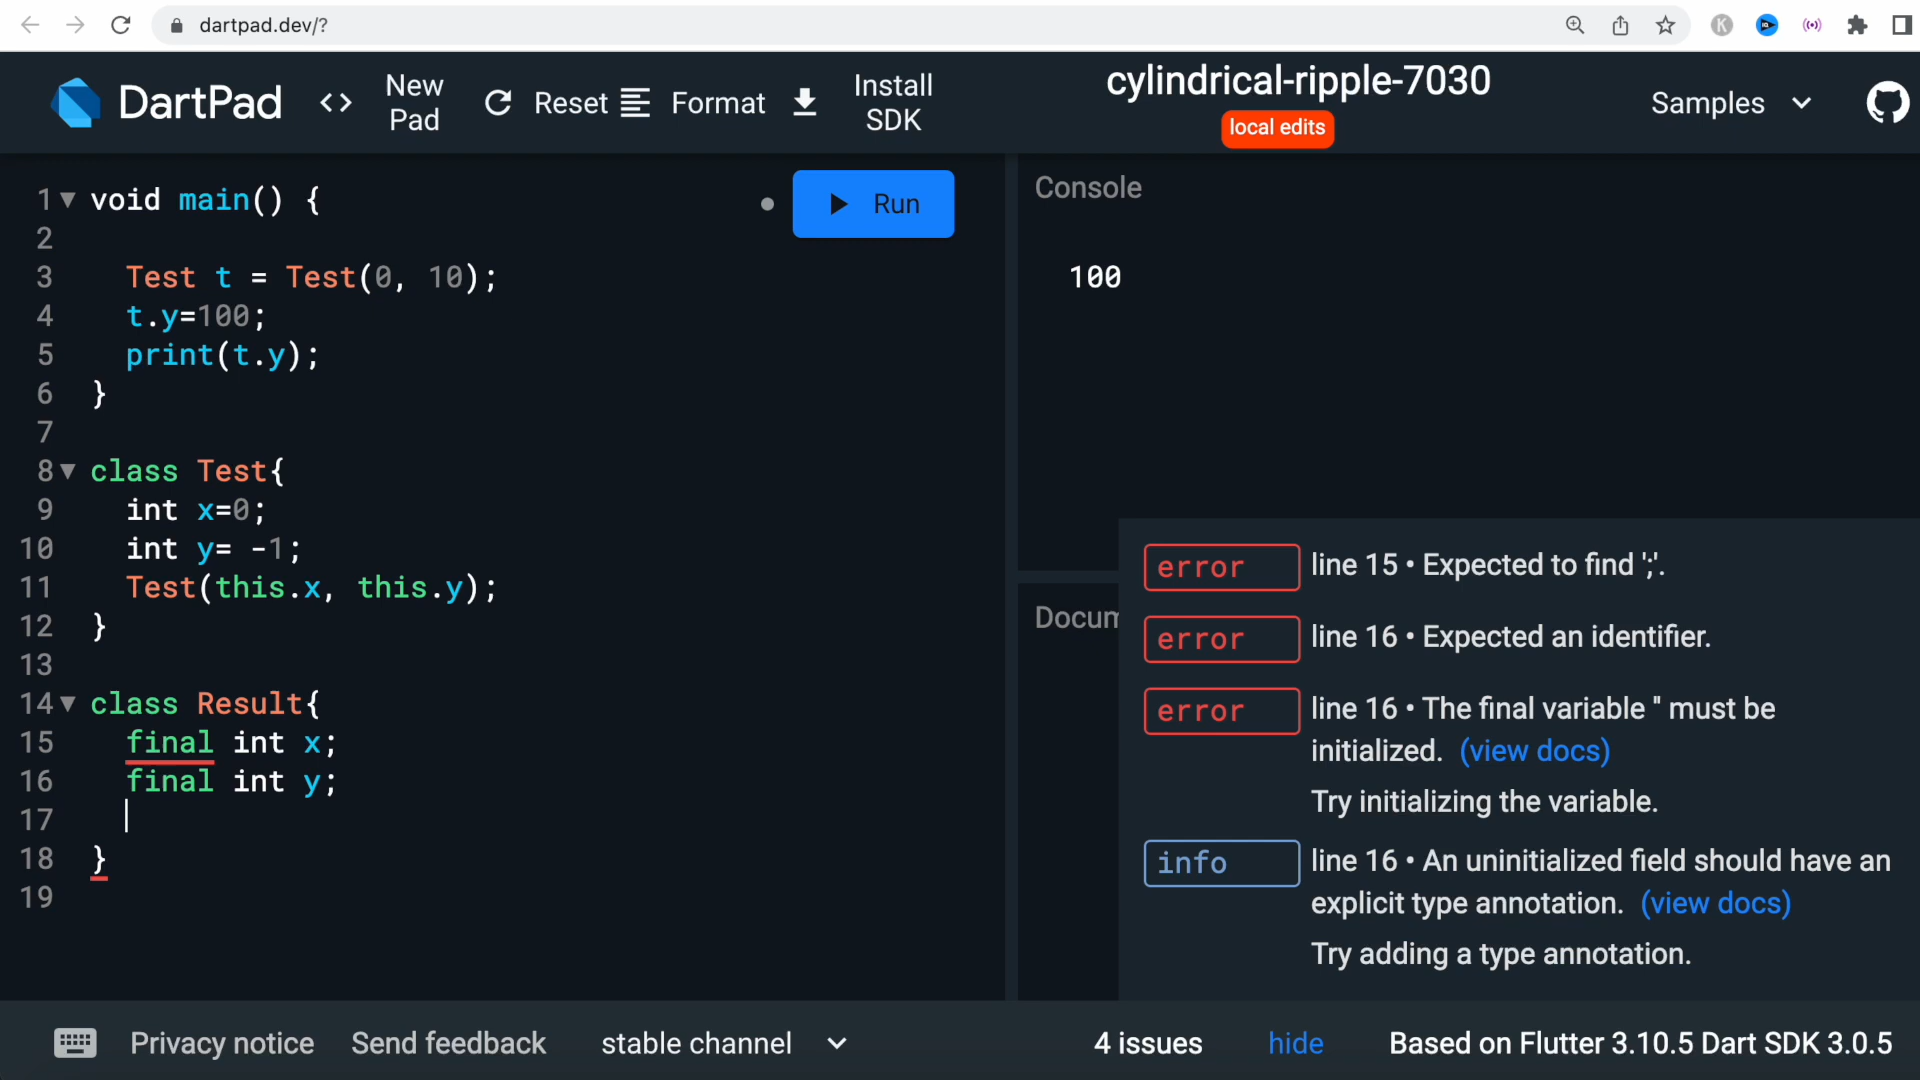 dartpad.dev/?
DartPad
<> New Pad
Reset
Format
Install SDK
cylindrical-ripple-7030
local edits
Samples
1 void main() {
2
3 Test t = Test(0, 10);
4 t.y=100;
5 print(t.y);
6 }
7
8 class Test{
9 int x=0;
10 int y= -1;
11 Test(this.x, this.y);
12 }
13
14 class Result{
15 final int x;
16 final int y;
17
18 }
19
Run
Console
100
Docum
error line 15 • Expected to find ';'.
error line 16 • Expected an identifier.
error line 16 • The final variable '' must be
initialized. (view docs)
Try initializing the variable.
info line 16 • An uninitialized field should have an
explicit type annotation. (view docs)
Try adding a type annotation.
Privacy notice
Send feedback
stable channel
4 issues
hide
Based on Flutter 3.10.5 Dart SDK 3.0.5